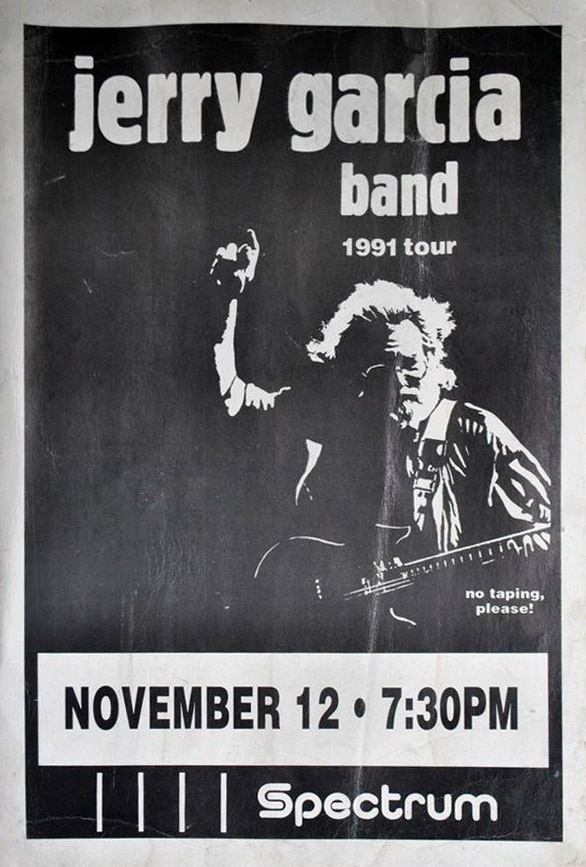 jerry garcia
band
1991 tour
no taping,
please!
NOVEMBER 12 • 7:30PM
Spectrum